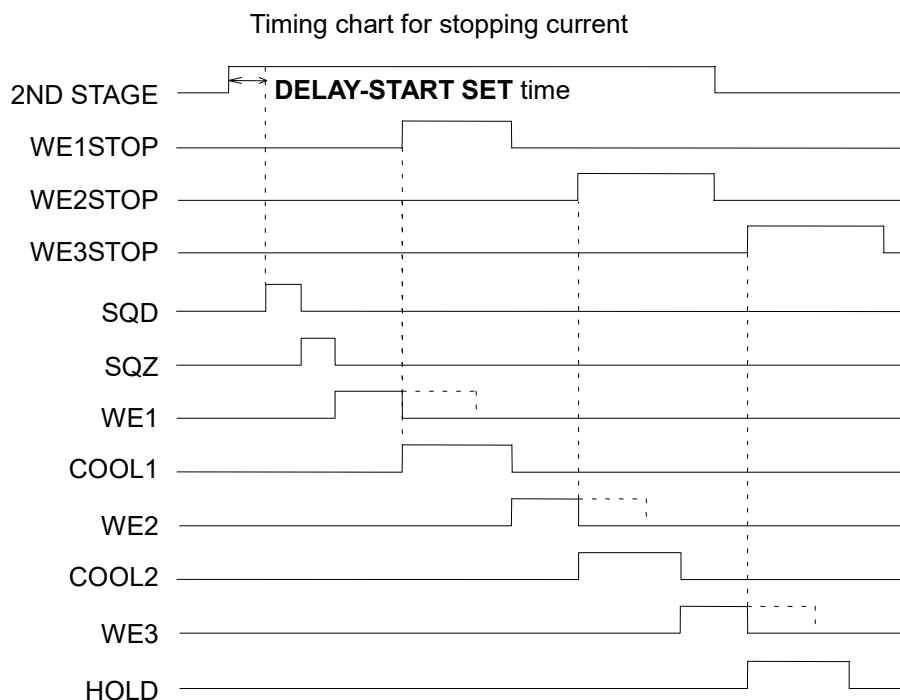 Timing chart for stopping current
2ND STAGE
DELAY-START SET time
WE1STOP
WE2STOP
WE3STOP
SQD
SQZ
WE1
COOL1
WE2
COOL2
WE3
HOLD